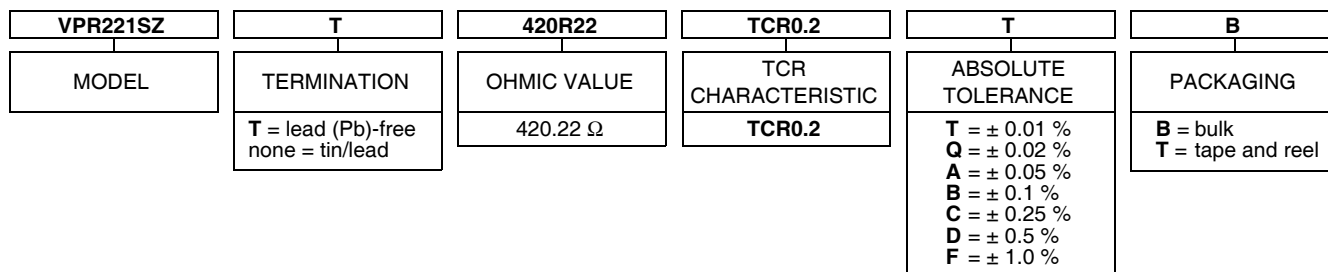 VPR221SZ T 420R22 TCR0.2 T B
MODEL
TERMINATION
T = lead (Pb)-free
none = tin/lead
OHMIC VALUE
420.22 Ω
TCR
CHARACTERISTIC
TCR0.2
ABSOLUTE
TOLERANCE
T = ± 0.01 %
Q = ± 0.02 %
A = ± 0.05 %
B = ± 0.1 %
C = ± 0.25 %
D = ± 0.5 %
F = ± 1.0 %
PACKAGING
B = bulk
T = tape and reel